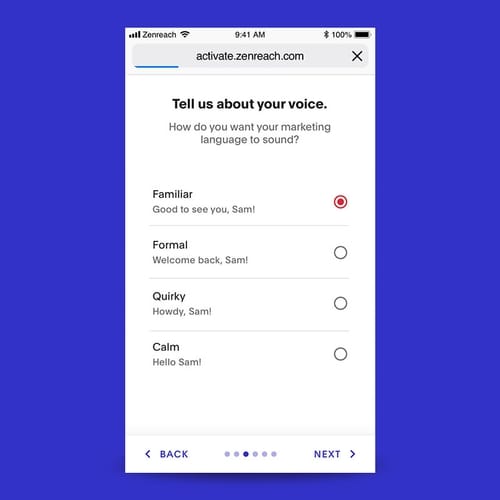 Zenreach 9:41 AM 100%
activate.zenreach.com
Tell us about your voice.
How do you want your marketing
language to sound?
Familiar
Good to see you, Sam!
Formal
Welcome back, Sam!
Quirky
Howdy, Sam!
Calm
Hello Sam!
BACK NEXT